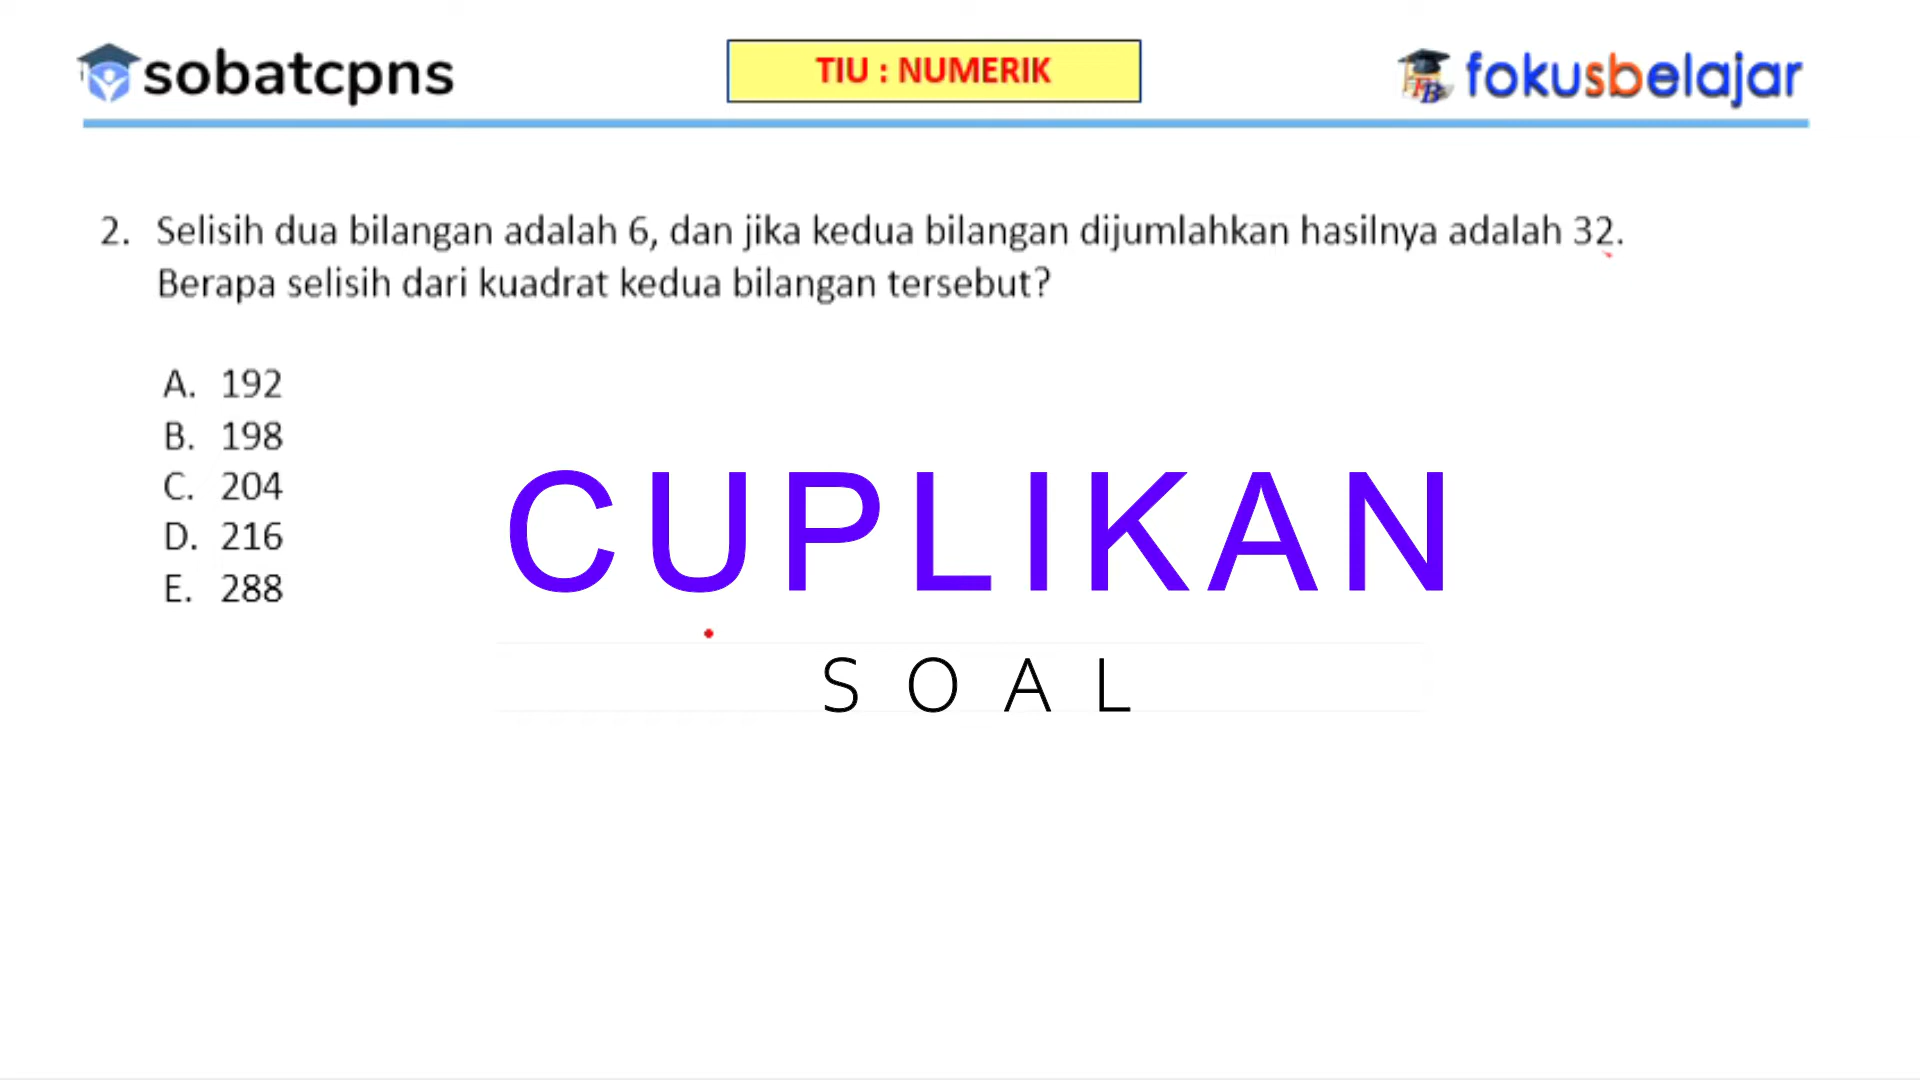 sobatcpns
TIU : NUMERIK
fokusbelajar
2. Selisih dua bilangan adalah 6, dan jika kedua bilangan dijumlahkan hasilnya adalah 32.
Berapa selisih dari kuadrat kedua bilangan tersebut?
A. 192
B. 198
C. 204
D. 216
E. 288
CUPLIKAN
SOAL